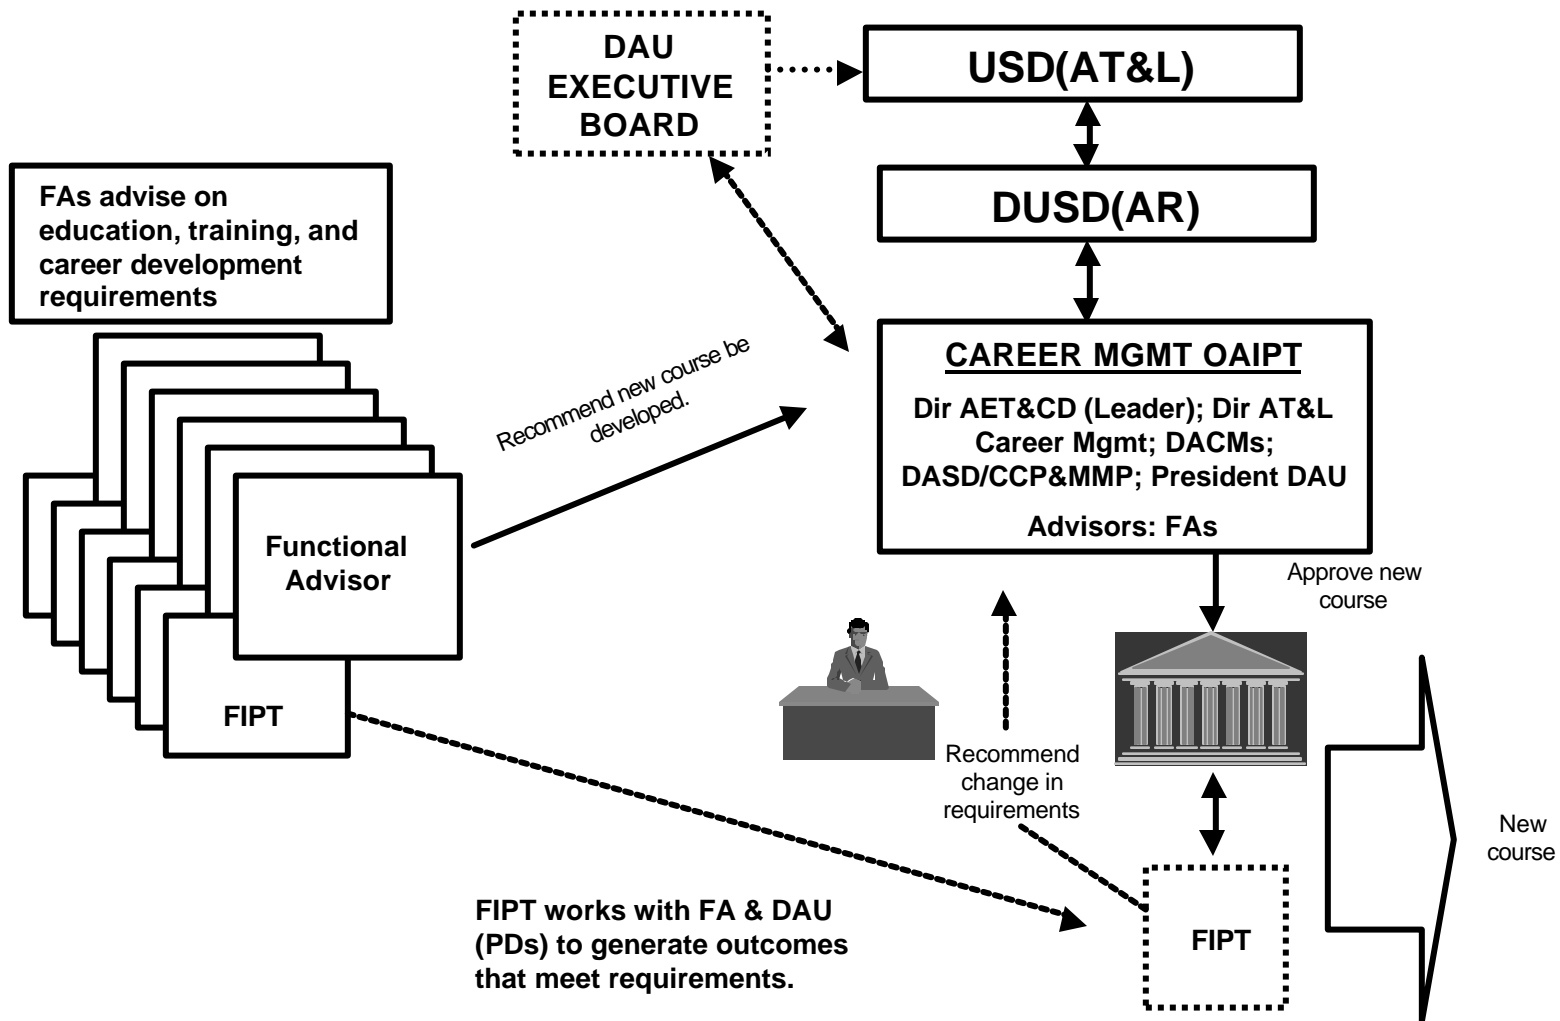 DAU
EXECUTIVE
BOARD
USD(AT&L)
DUSD(AR)
FAs advise on
education, training, and
career development
requirements
Recommend new course be
developed.
CAREER MGMT OAIPT
Dir AET&CD (Leader); Dir AT&L
Career Mgmt; DACMs;
DASD/CCP&MMP; President DAU
Advisors: FAs
Functional
Advisor
FIPT
Approve new
course
Recommend
change in
requirements
New
course
FIPT works with FA & DAU
(PDs) to generate outcomes
that meet requirements.
FIPT